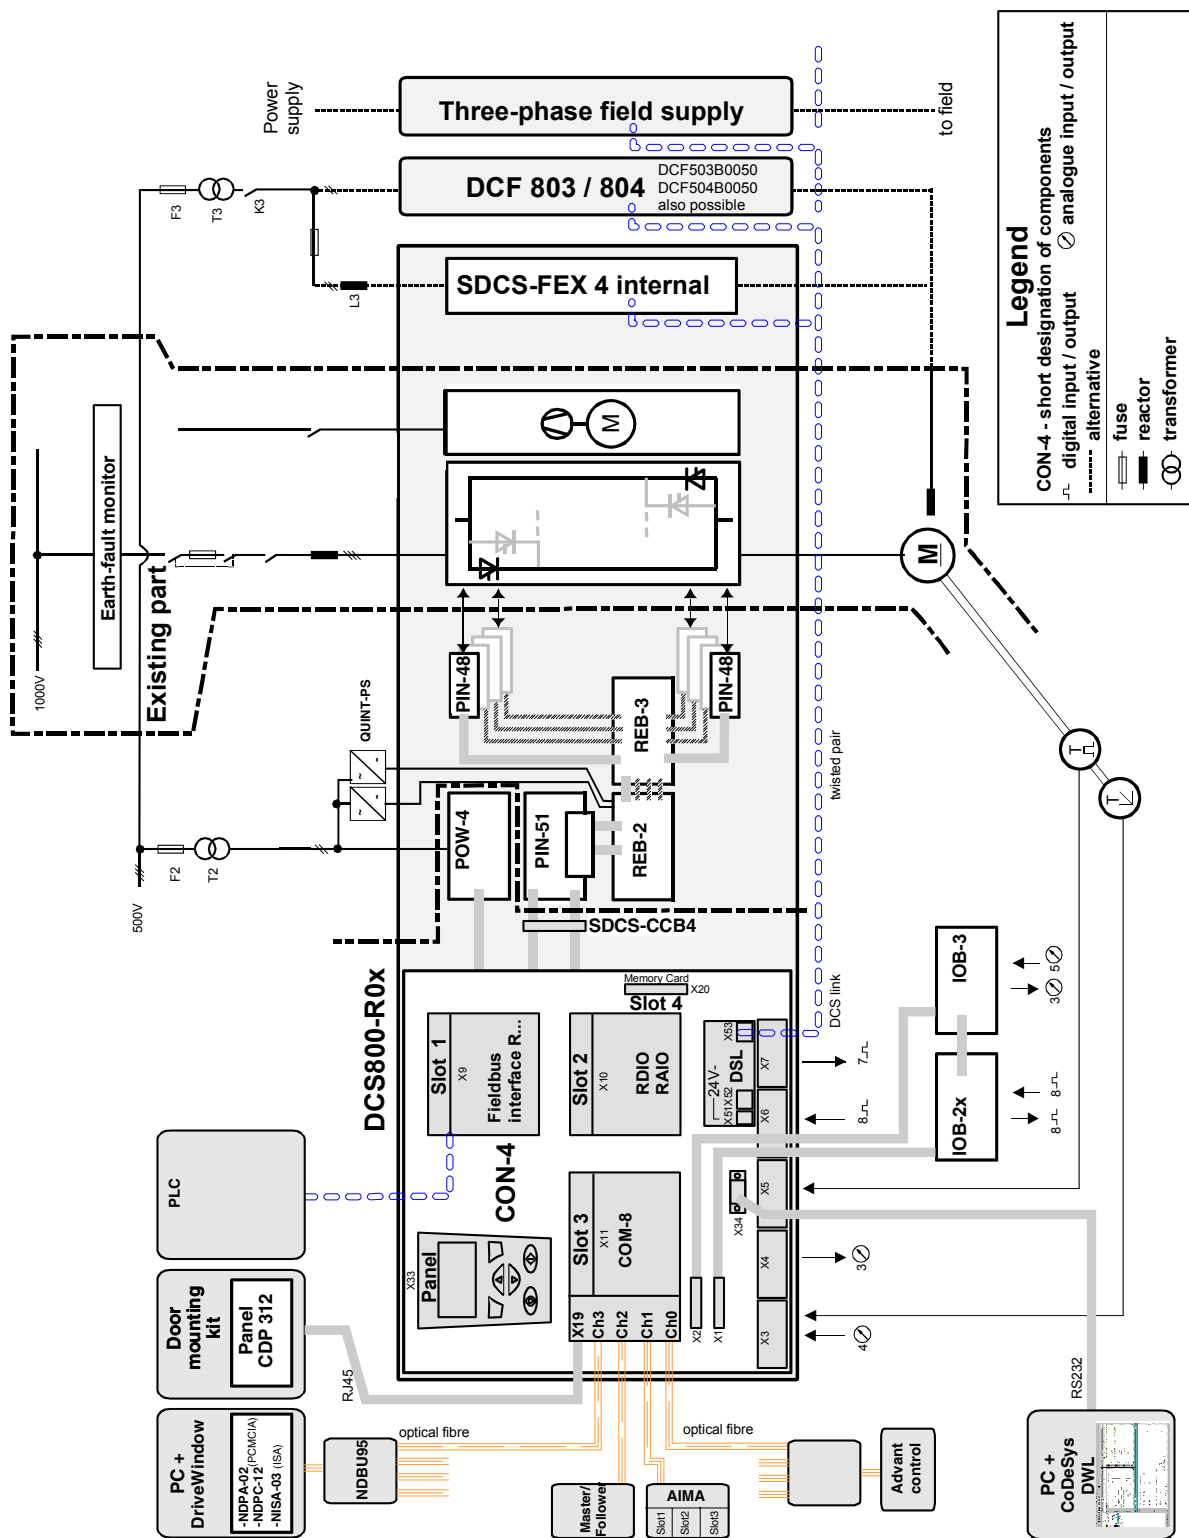 Power
supply
Three-phase field supply
to field
DCF 803 / 804
DCF503B0050
DCF504B0050
also possible
F3
T3
K3
L3
SDCS-FEX 4 internal
Legend
CON-4 - short designation of components
digital input / output
analogue input / output
alternative
fuse
reactor
transformer
M
1000V
Earth-fault monitor
Existing part
M
PIN-48
PIN-48
REB-3
QUINT-PS
~
-
~
-
T
T
500V
F2
T2
POW-4
PIN-51
REB-2
twisted pair
SDCS-CCB4
DCS800-R0x
Memory Card
X20
Slot 4
DCS link
Slot 1
X9
Fieldbus
interface R...
Slot 2
X10
RDIO
RAIO
24V-
X51
X52
X53
DSL
X7
X6
7
8
IOB-3
3
5
IOB-2x
8
8
PLC
CON-4
X33
Panel
Slot 3
X11
COM-8
X19
Ch3
Ch2
Ch1
Ch0
X2
X1
X34
X5
X4
X3
3
4
Door
mounting
kit
Panel
CDP 312
RJ45
RS232
PC +
DriveWindow
-NDPA-02
-NDPC-12
(PCMCIA)
-NISA-03 (ISA)
NDBU95
optical fibre
optical fibre
Master/
Follower
AIMA
Slot1
Slot2
Slot3
Advant
control
PC +
CoDeSys
DWL